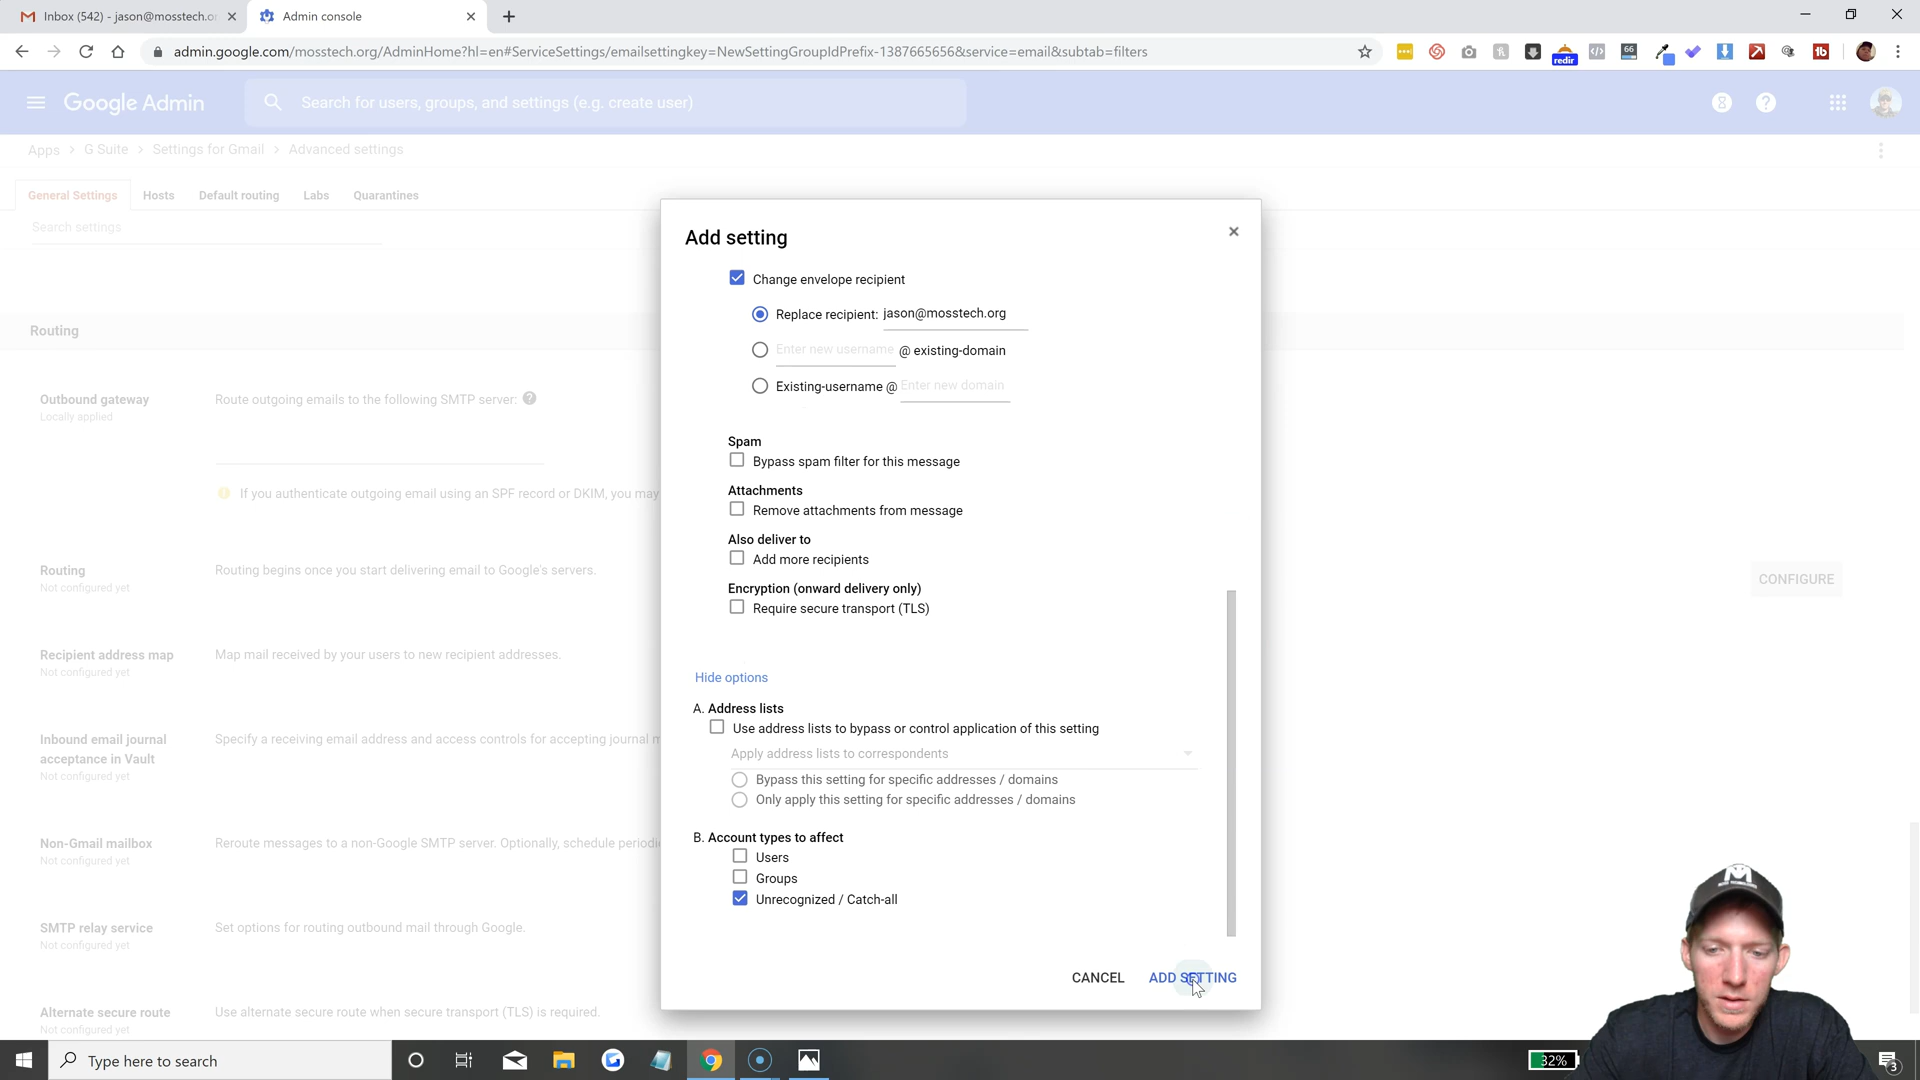 Inbox (542) - jason@mosstech.or
Admin console
admin.google.com/mosstech.org/AdminHome?hl=en#ServiceSettings/emailsettingkey=NewSettingGroupIdPrefix-1387665656&service=email&subtab=filters
redir
66
tb
Google Admin
Search for users, groups, and settings (e.g. create user)
8
?
Apps > G Suite > Settings for Gmail > Advanced settings
General Settings Hosts Default routing Labs Quarantines
Search settings
Routing
Outbound gateway
Locally applied
Route outgoing emails to the following SMTP server:
If you authenticate outgoing email using an SPF record or DKIM, you may
Routing
Not configured yet
Routing begins once you start delivering email to Google's servers.
CONFIGURE
Recipient address map
Not configured yet
Map mail received by your users to new recipient addresses.
Inbound email journal
acceptance in Vault
Not configured yet
Specify a receiving email address and access controls for accepting journal m
Non-Gmail mailbox
Not configured yet
Reroute messages to a non-Google SMTP server. Optionally, schedule periodi
SMTP relay service
Not configured yet
Set options for routing outbound mail through Google.
Alternate secure route
Not configured yet
Use alternate secure route when secure transport (TLS) is required.
Add setting
Change envelope recipient
Replace recipient: jason@mosstech.org
Enter new username @ existing-domain
Existing-username @ Enter new domain
Spam
Bypass spam filter for this message
Attachments
Remove attachments from message
Also deliver to
Add more recipients
Encryption (onward delivery only)
Require secure transport (TLS)
Hide options
A. Address lists
Use address lists to bypass or control application of this setting
Apply address lists to correspondents
Bypass this setting for specific addresses / domains
Only apply this setting for specific addresses / domains
B. Account types to affect
Users
Groups
Unrecognized / Catch-all
CANCEL
ADD SETTING
Type here to search
32%
3